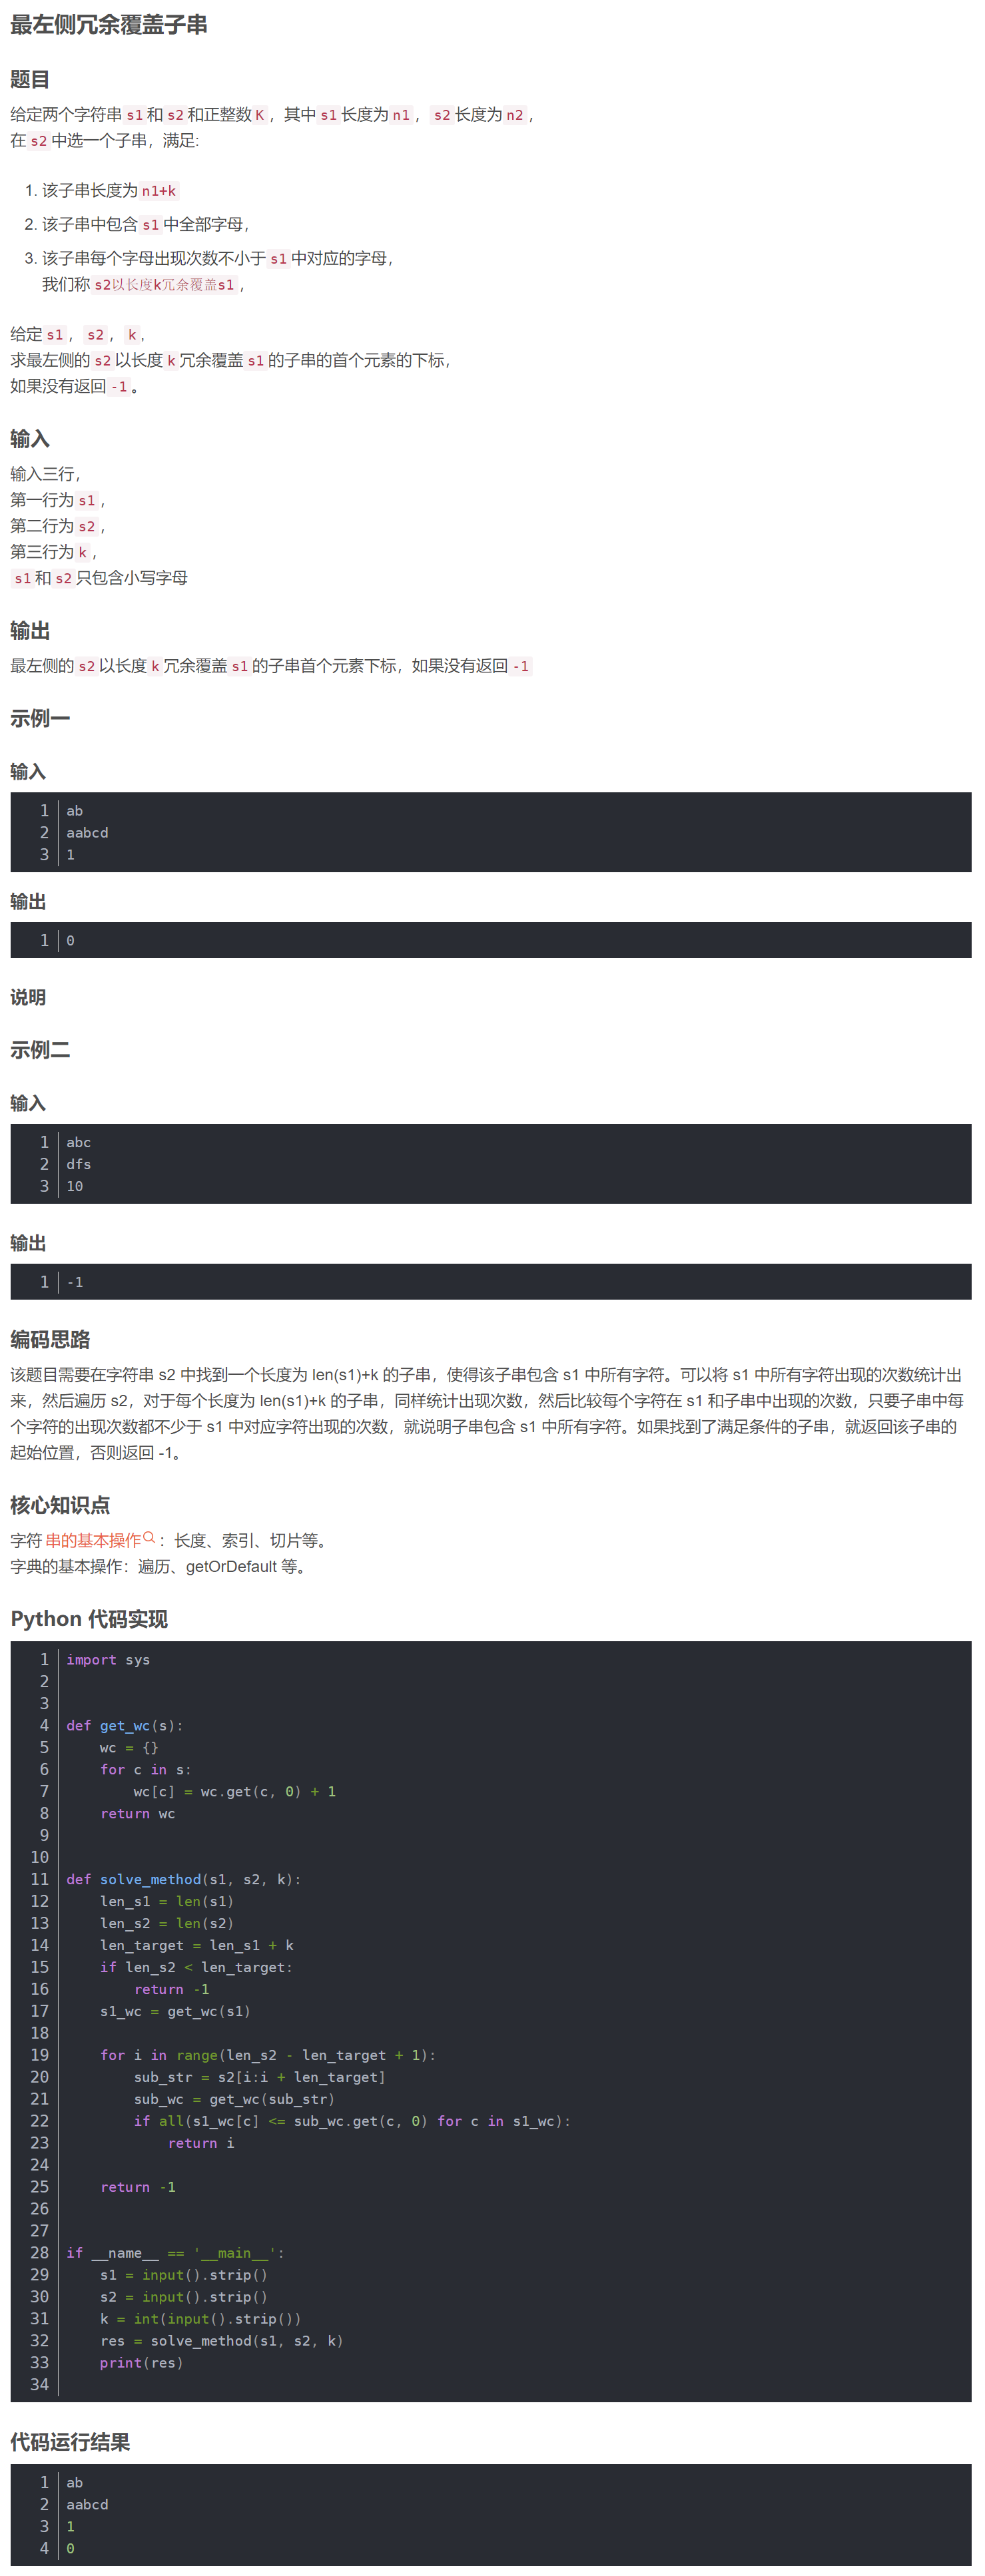 最左侧冗余覆盖子串
题目
给定两个字符串 s1 和 s2 和正整数 K ，其中 s1 长度为 n1 ， s2 长度为 n2 ，
在 s2 中选一个子串，满足:
1. 该子串长度为 n1+k
2. 该子串中包含 s1 中全部字母，
3. 该子串每个字母出现次数不小于 s1 中对应的字母，
我们称 s2以长度k冗余覆盖s1 ，
给定 s1 ， s2 ， k ,
求最左侧的 s2 以长度 k 冗余覆盖 s1 的子串的首个元素的下标，
如果没有返回 -1 。
输入
输入三行，
第一行为 s1 ，
第二行为 s2 ，
第三行为 k ，
s1 和 s2 只包含小写字母
输出
最左侧的 s2 以长度 k 冗余覆盖 s1 的子串首个元素下标，如果没有返回 -1
示例一
输入
1 ab
2 aabcd
3 1
输出
1 0
说明
示例二
输入
1 abc
2 dfs
3 10
输出
1 -1
编码思路
该题目需要在字符串 s2 中找到一个长度为 len(s1)+k 的子串，使得该子串包含 s1 中所有字符。可以将 s1 中所有字符出现的次数统计出
来，然后遍历 s2，对于每个长度为 len(s1)+k 的子串，同样统计出现次数，然后比较每个字符在 s1 和子串中出现的次数，只要子串中每
个字符的出现次数都不少于 s1 中对应字符出现的次数，就说明子串包含 s1 中所有字符。如果找到了满足条件的子串，就返回该子串的
起始位置，否则返回 -1。
核心知识点
字符 串的基本操作 ：长度、索引、切片等。
字典的基本操作：遍历、getOrDefault 等。
Python 代码实现
1 import sys
2
3
4 def get_wc(s):
5     wc = {}
6     for c in s:
7         wc[c] = wc.get(c, 0) + 1
8     return wc
9
10
11 def solve_method(s1, s2, k):
12     len_s1 = len(s1)
13     len_s2 = len(s2)
14     len_target = len_s1 + k
15     if len_s2 < len_target:
16         return -1
17     s1_wc = get_wc(s1)
18
19     for i in range(len_s2 - len_target + 1):
20         sub_str = s2[i:i + len_target]
21         sub_wc = get_wc(sub_str)
22         if all(s1_wc[c] <= sub_wc.get(c, 0) for c in s1_wc):
23             return i
24
25     return -1
26
27
28 if __name__ == '__main__':
29     s1 = input().strip()
30     s2 = input().strip()
31     k = int(input().strip())
32     res = solve_method(s1, s2, k)
33     print(res)
34
代码运行结果
1 ab
2 aabcd
3 1
4 0